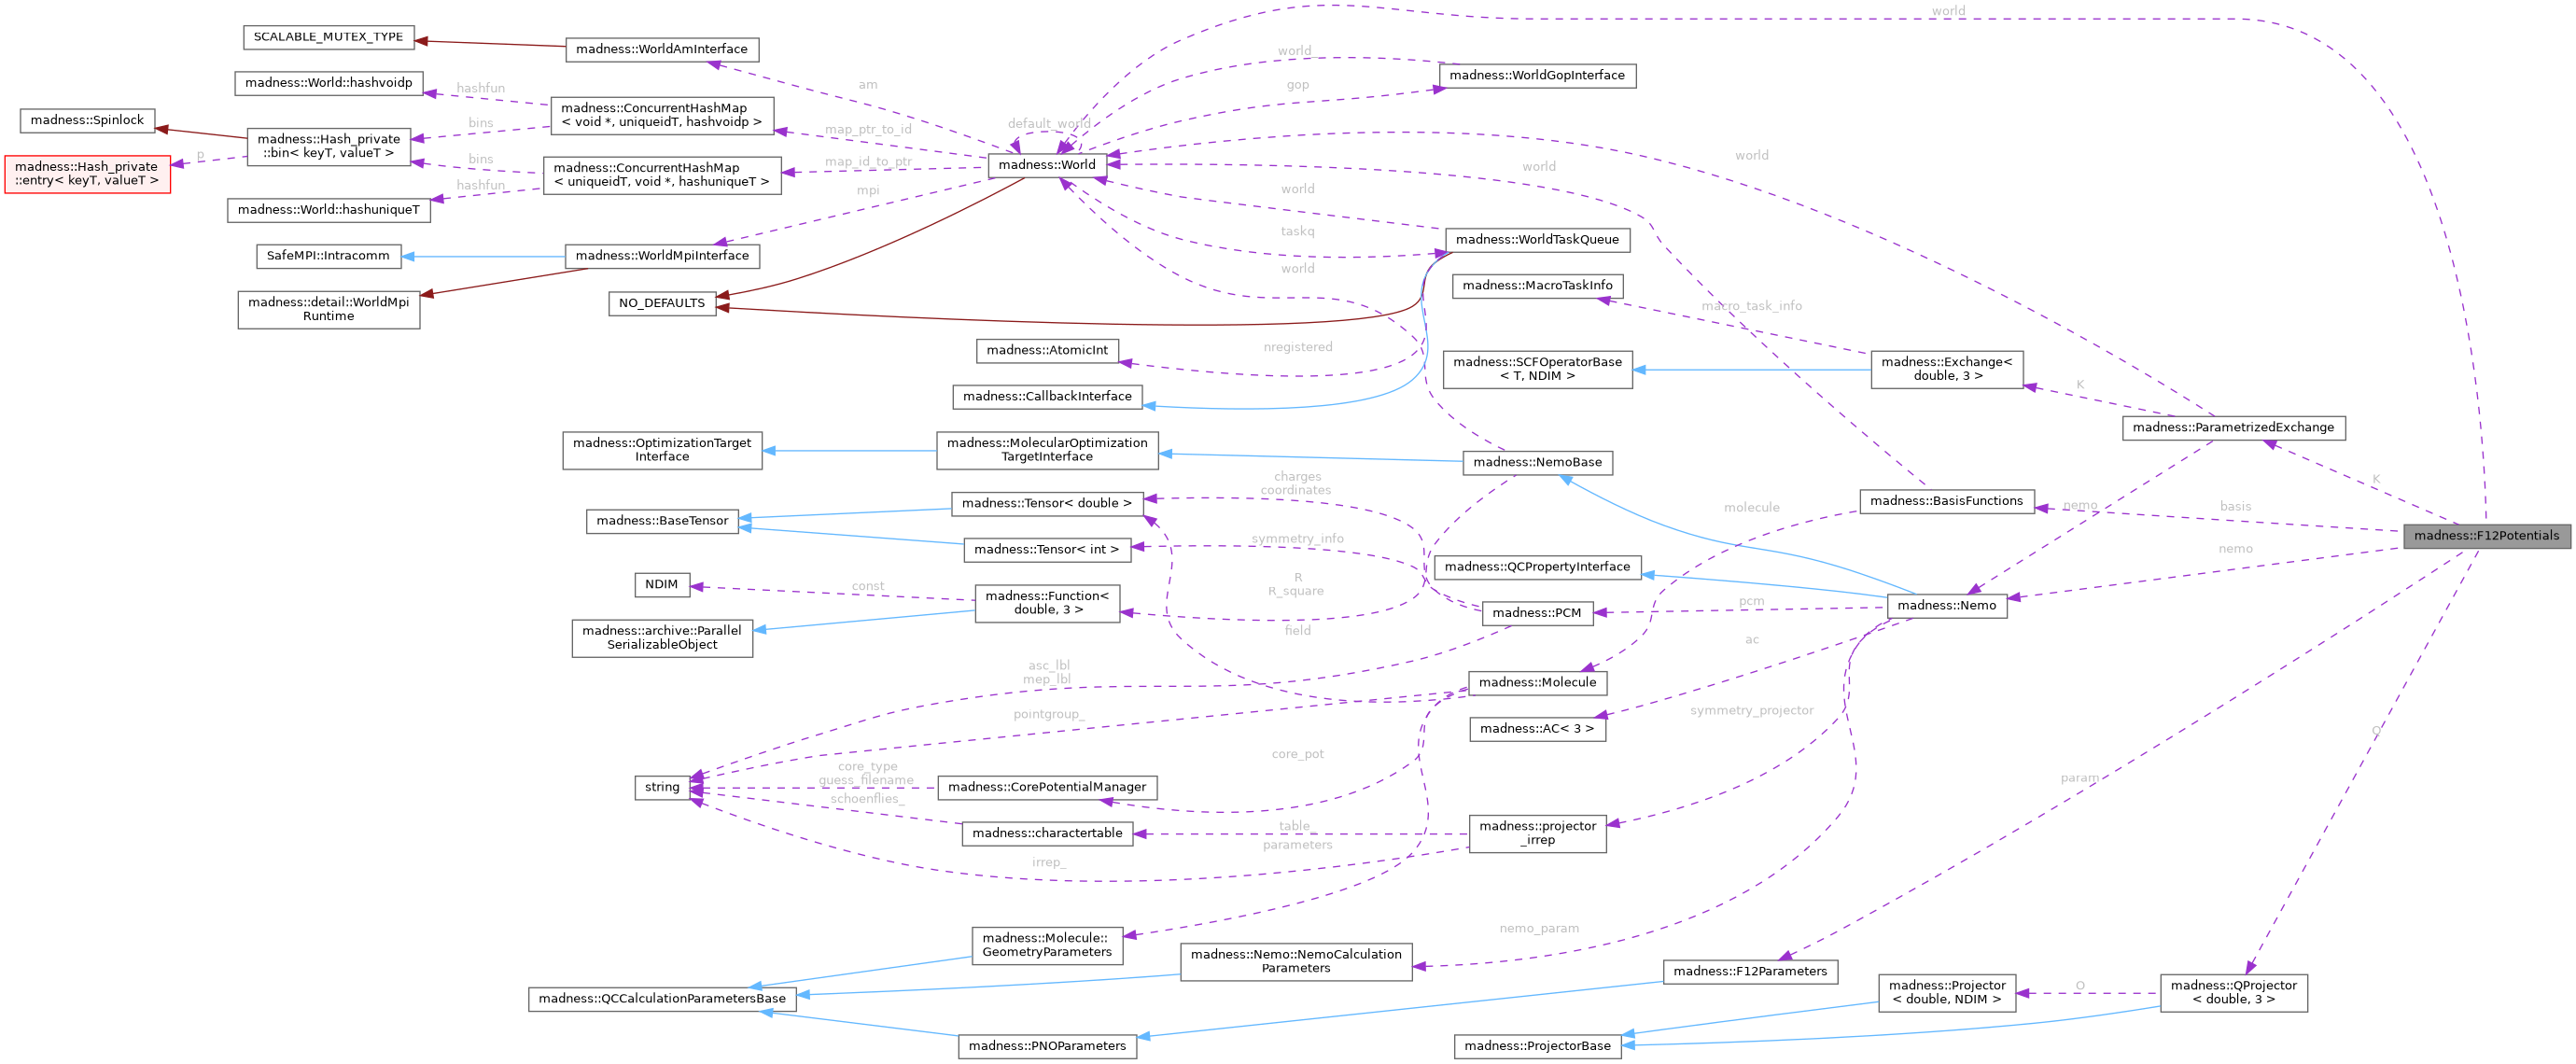 world
SCALABLE_MUTEX_TYPE
madness::WorldAmInterface
world
madness::WorldGopInterface
madness::World::hashvoidp
hashfun
am
gop
madness::ConcurrentHashMap
< void *, uniqueidT, hashvoidp >
madness::Spinlock
bins
map_ptr_to_id
default_world
madness::Hash_private
::bin< keyT, valueT >
p
madness::Hash_private
::entry< keyT, valueT >
bins
madness::ConcurrentHashMap
< uniqueidT, void *, hashuniqueT >
map_id_to_ptr
madness::World
world
world
hashfun
mpi
world
madness::World::hashuniqueT
taskq
madness::WorldTaskQueue
SafeMPI::Intracomm
madness::WorldMpiInterface
world
madness::MacroTaskInfo
madness::detail::WorldMpi
Runtime
NO_DEFAULTS
macro_task_info
madness::AtomicInt
nregistered
madness::SCFOperatorBase
< T, NDIM >
madness::Exchange<
double, 3 >
K
madness::CallbackInterface
madness::ParametrizedExchange
madness::OptimizationTarget
Interface
madness::MolecularOptimization
TargetInterface
madness::NemoBase
K
charges
coordinates
madness::Tensor< double >
madness::BasisFunctions
molecule
nemo
basis
madness::BaseTensor
symmetry_info
madness::Tensor< int >
madness::F12Potentials
nemo
madness::QCPropertyInterface
NDIM
const
R
R_square
madness::Function<
double, 3 >
pcm
madness::Nemo
madness::PCM
madness::archive::Parallel
SerializableObject
field
ac
asc_lbl
mep_lbl
madness::Molecule
pointgroup_
symmetry_projector
madness::AC< 3 >
Q
core_pot
core_type
guess_filename
param
string
madness::CorePotentialManager
schoenflies_
madness::charactertable
table_
madness::projector
_irrep
parameters
irrep_
nemo_param
madness::Molecule::
GeometryParameters
madness::Nemo::NemoCalculation
Parameters
madness::F12Parameters
madness::Projector
< double, NDIM >
O
madness::QProjector
< double, 3 >
madness::QCCalculationParametersBase
madness::PNOParameters
madness::ProjectorBase